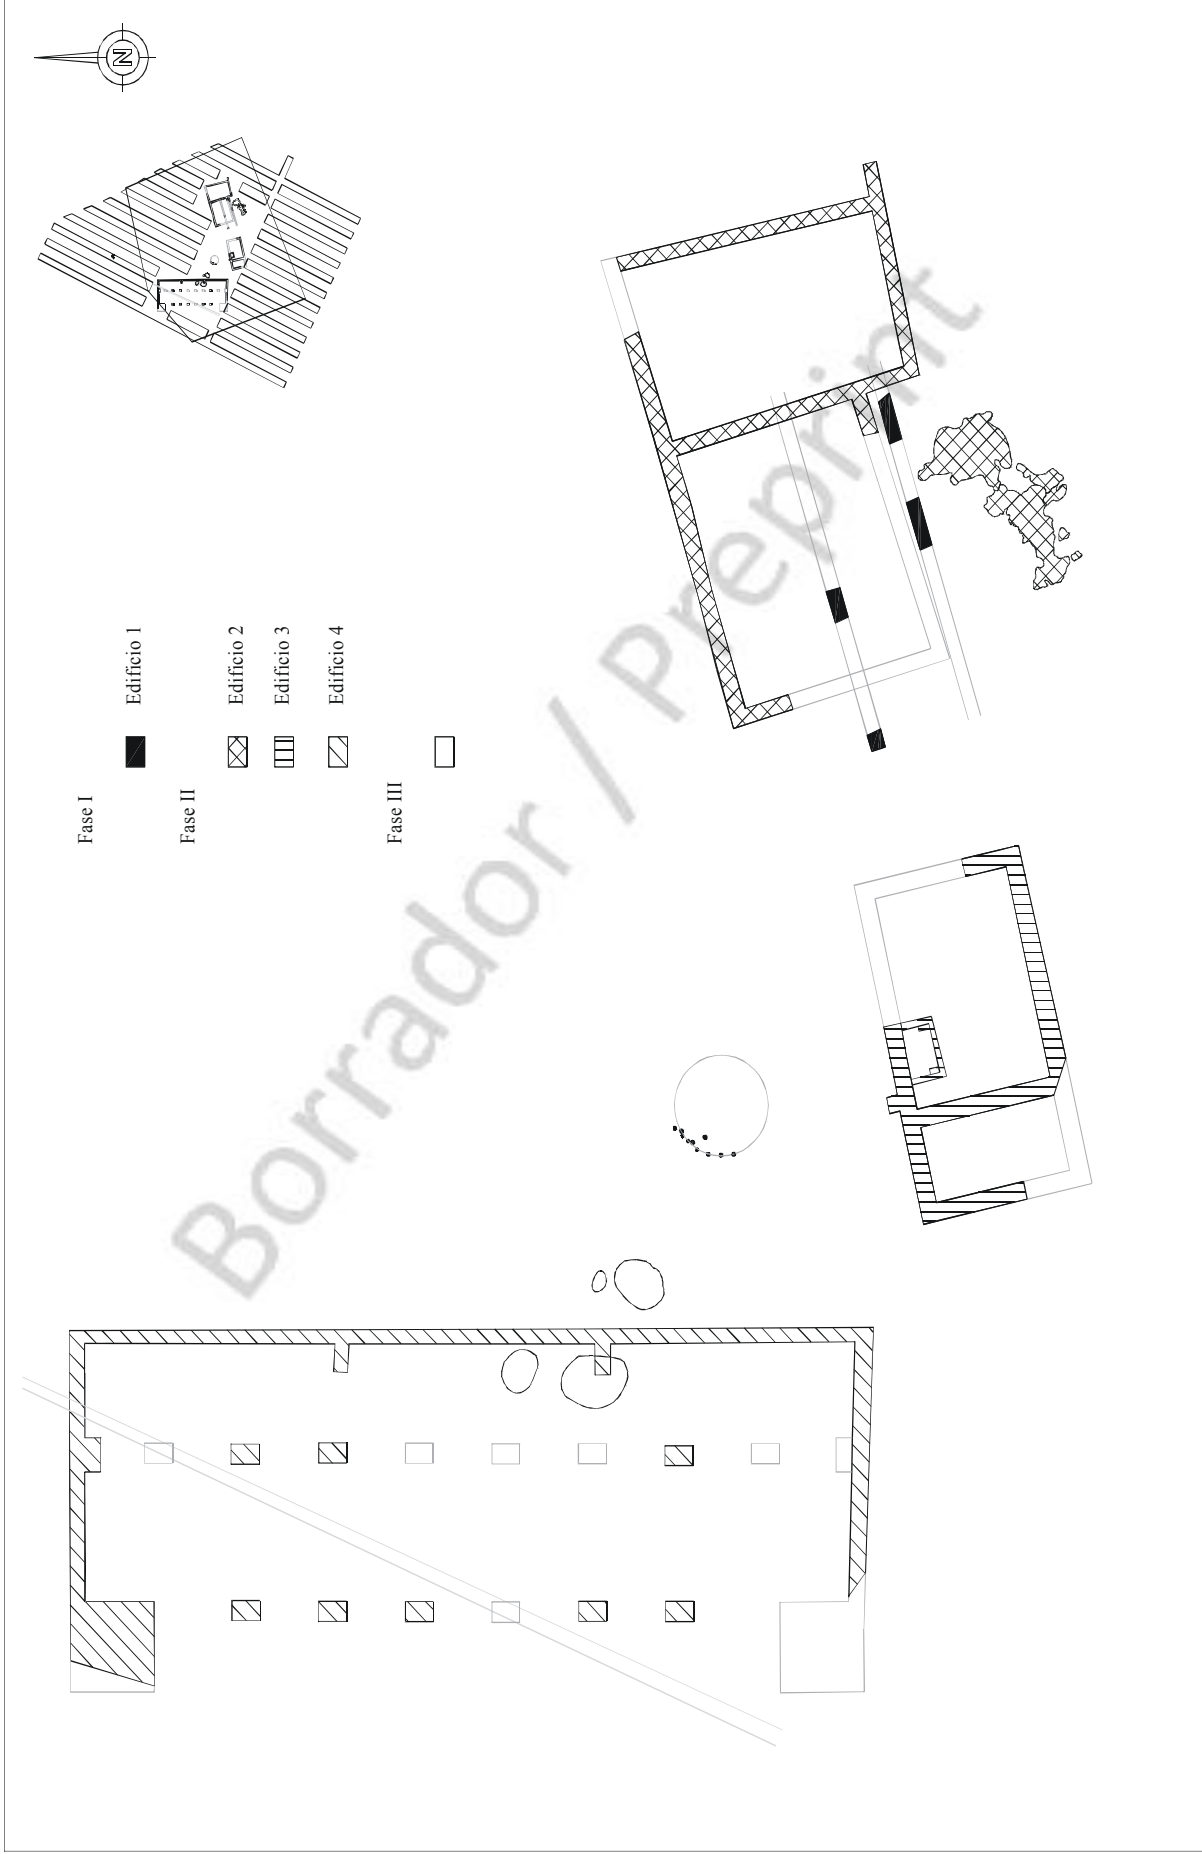 N
Fase I
Edificio 1
Fase II
Edificio 2
Edificio 3
Edificio 4
Fase III
Borrador / Preprint